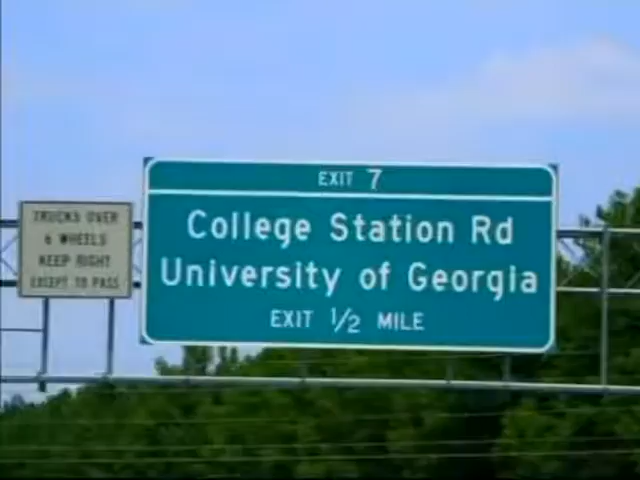 EXIT 7
College Station Rd
University of Georgia
EXIT 1/2 MILE
TRUCKS OVER
6 WHEELS
KEEP RIGHT
EXCEPT TO PASS